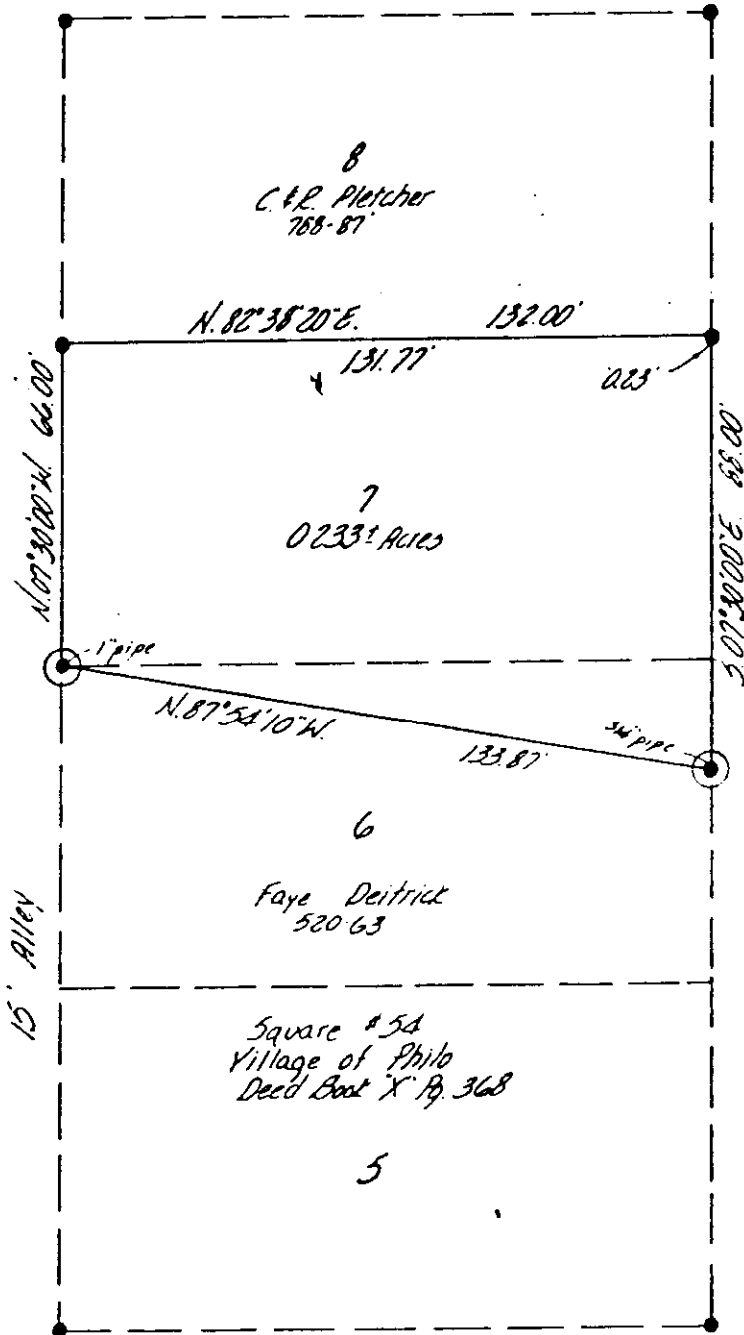 8
C. & R. Pletcher
768-87
N.82°38'20"E. 132.00'
131.77'
0.23'
N.07°30'00"W. 66.00'
S.07°30'00"E. 88.00'
7
0.233± Acres
1" pipe
N.87°54'10"W. 133.87'
3/4" pipe
6
Faye Deitrick
520-63
15' Alley
Square #54
Village of Philo
Deed Book "X" Pg. 368
5